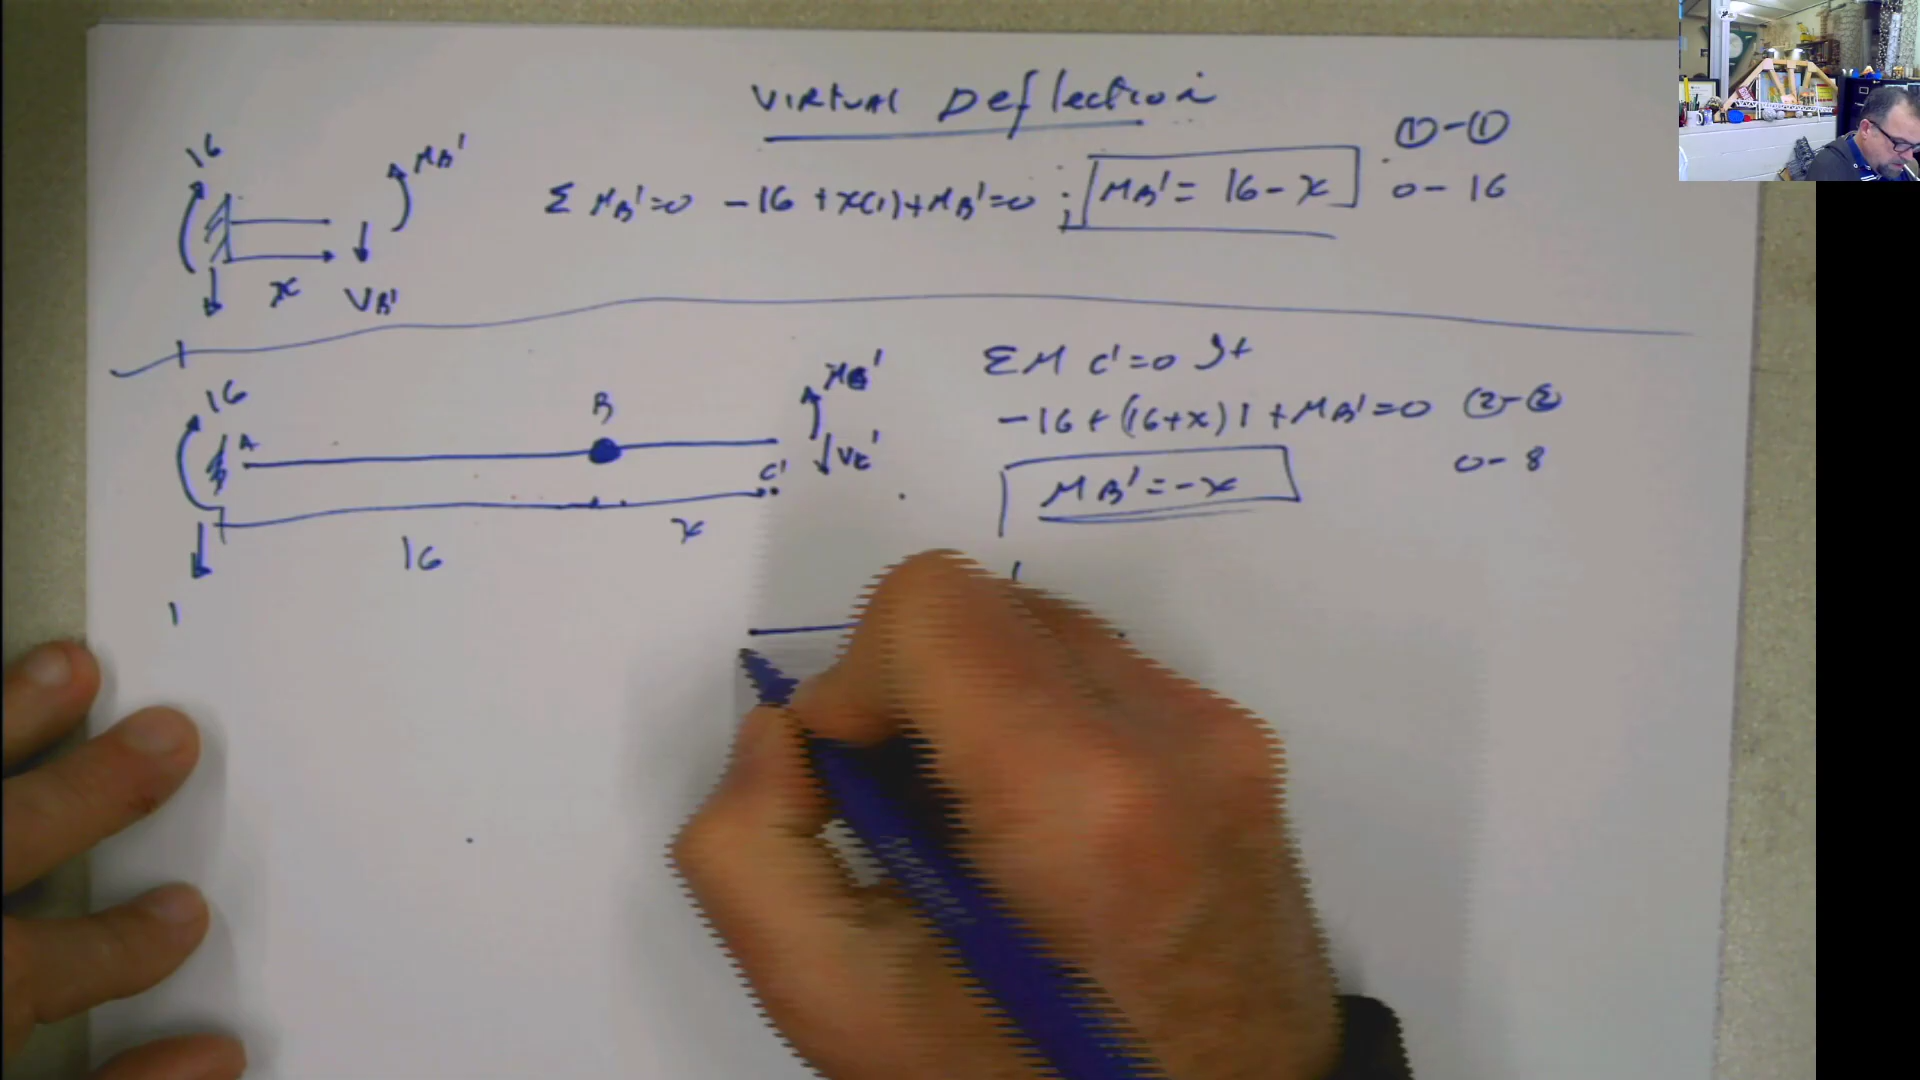 VIRTUAL Deflection
①-①
16
MB'
Σ MB'=0 -16 +x(1)+MB'=0 ; MB' = 16-x
0-16
x
VB'
ΣM C'=0 +
16
A
B
-16+(16+x)1+MB'=0
②-②
0-8
VC'
C'
MB'=-x
16
x
1